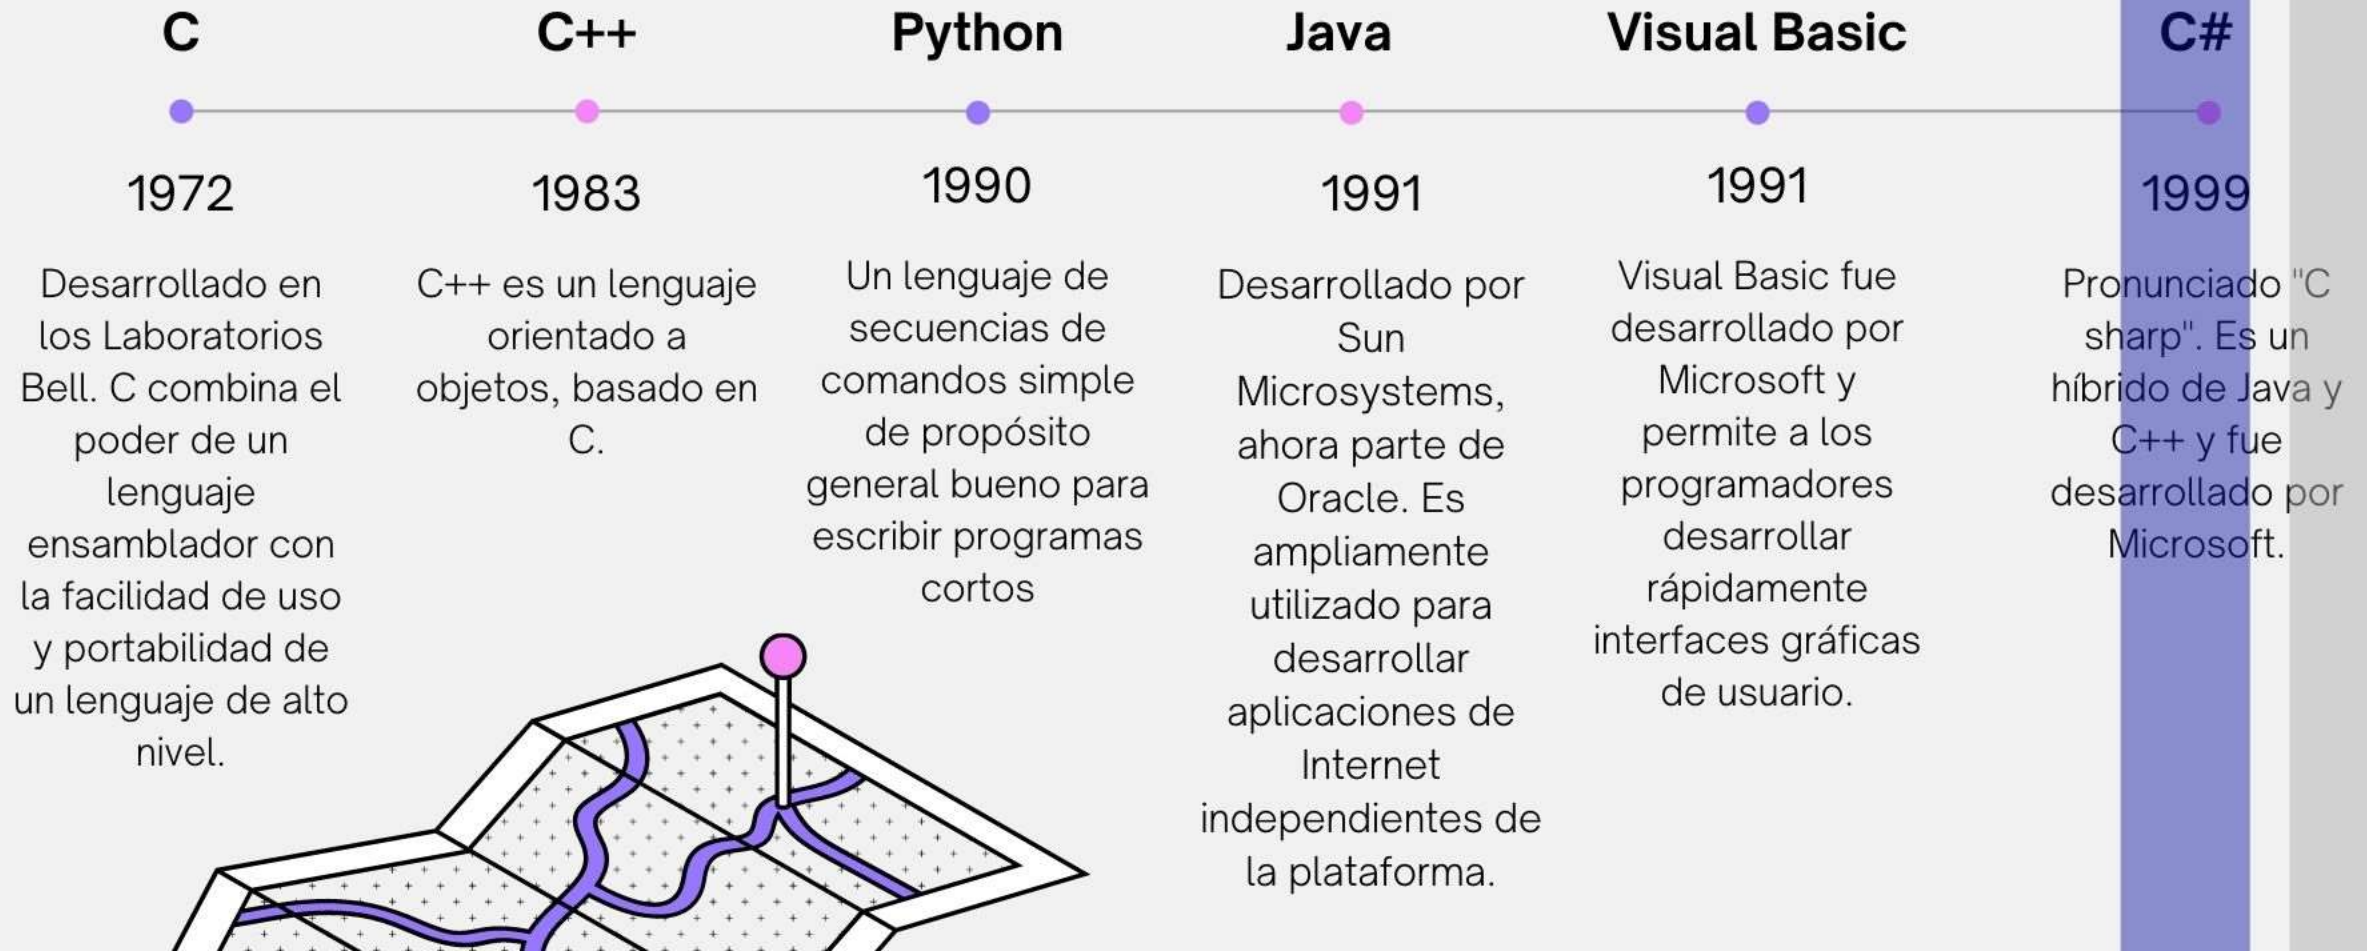 C
1972
Desarrollado en
los Laboratorios
Bell. C combina el
poder de un
lenguaje
ensamblador con
la facilidad de uso
y portabilidad de
un lenguaje de alto
nivel.
C++
1983
C++ es un lenguaje
orientado a
objetos, basado en
C.
Python
1990
Un lenguaje de
secuencias de
comandos simple
de propósito
general bueno para
escribir programas
cortos
Java
1991
Desarrollado por
Sun
Microsystems,
ahora parte de
Oracle. Es
ampliamente
utilizado para
desarrollar
aplicaciones de
Internet
independientes de
la plataforma.
Visual Basic
1991
Visual Basic fue
desarrollado por
Microsoft y
permite a los
programadores
desarrollar
rápidamente
interfaces gráficas
de usuario.
C#
1999
Pronunciado "C
sharp". Es un
híbrido de Java y
C++ y fue
desarrollado por
Microsoft.